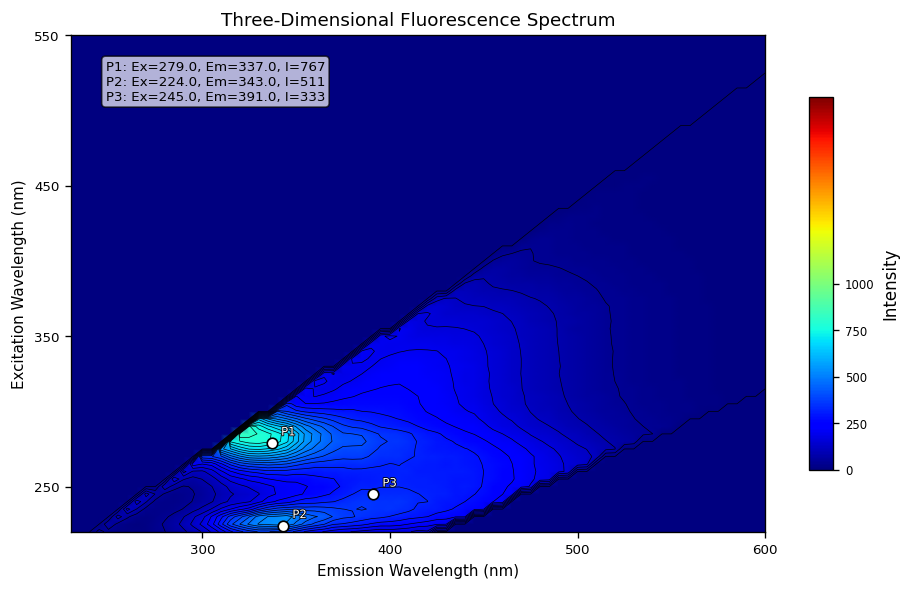 Three-Dimensional Fluorescence Spectrum
P1: Ex=279.0, Em=337.0, I=767
P2: Ex=224.0, Em=343.0, I=511
P3: Ex=245.0, Em=391.0, I=333
550
450
350
250
Excitation Wavelength (nm)
P1
P3
P2
300
400
500
600
Emission Wavelength (nm)
1000
750
500
250
0
Intensity